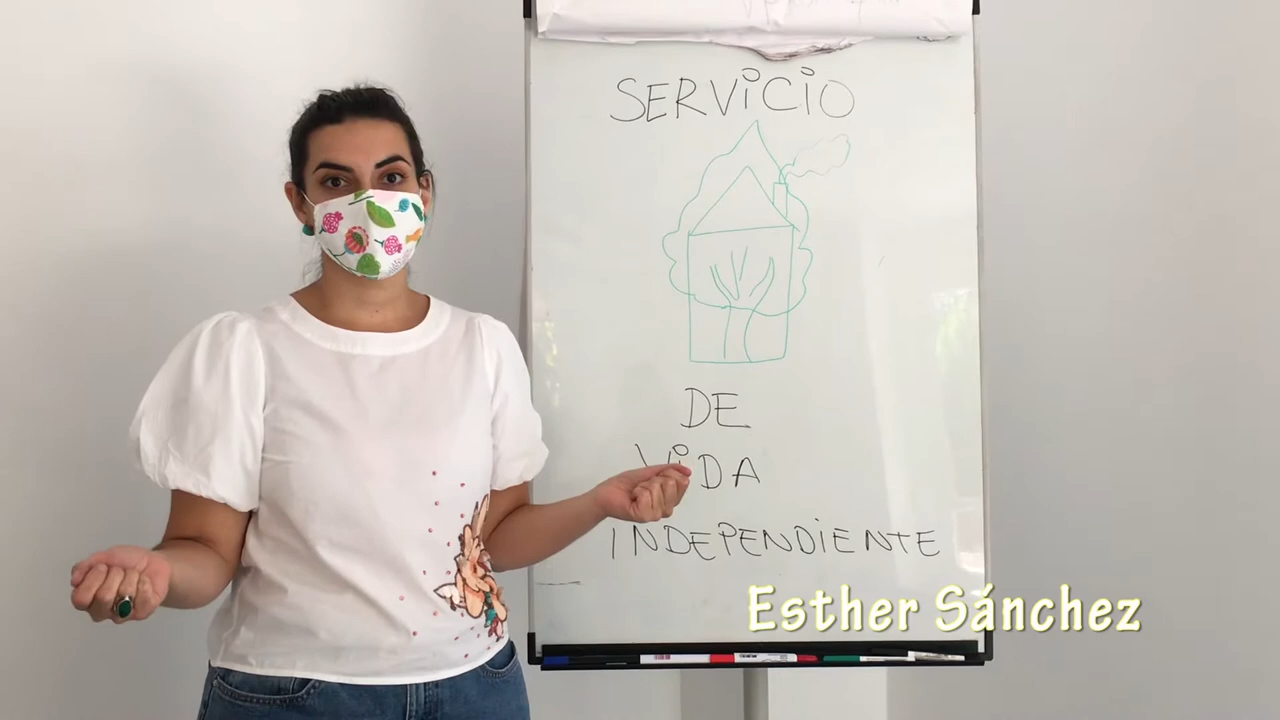 SERViCiO
DE
ViDA
INDEPENDiENTE
Esther Sánchez